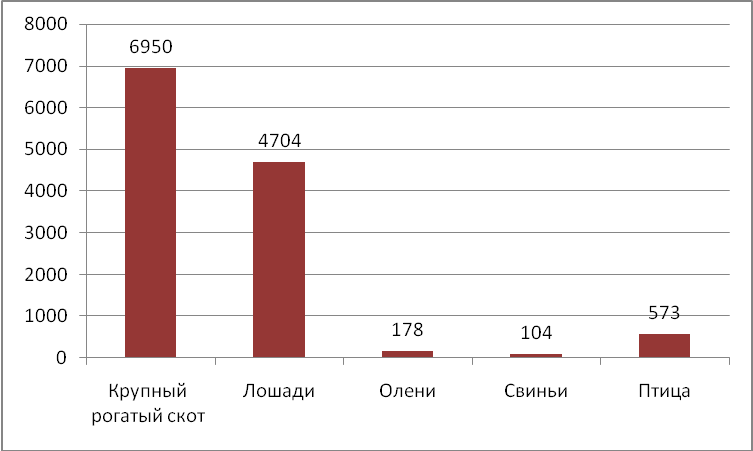 8000
7000
6000
5000
4000
3000
2000
1000
0
6950
4704
178
104
573
Крупный
рогатый скот
Лошади
Олени
Свиньи
Птица